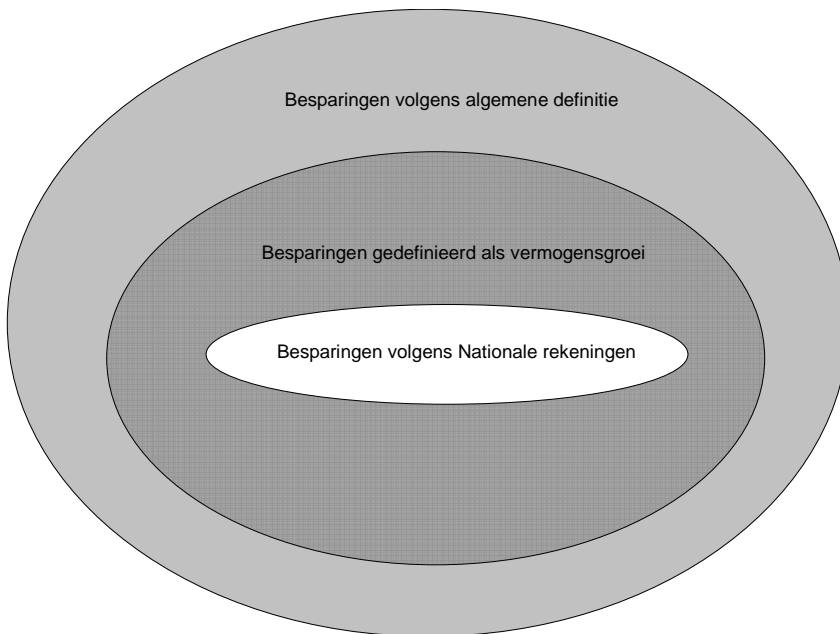 Besparingen volgens algemene definitie
Besparingen gedefinieerd als vermogensgroei
Besparingen volgens Nationale rekeningen